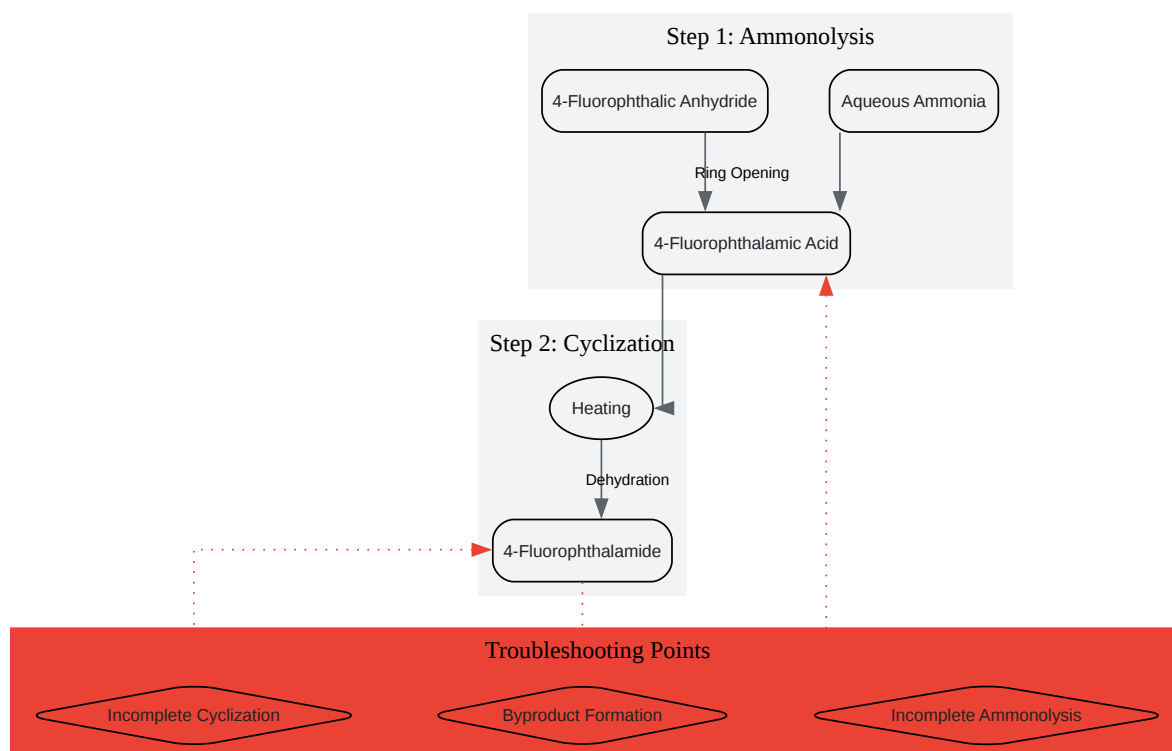 Step 1: Ammonolysis
4-Fluorophthalic Anhydride
Aqueous Ammonia
Ring Opening
4-Fluorophthalamic Acid
Step 2: Cyclization
Heating
Dehydration
4-Fluorophthalamide
Troubleshooting Points
Incomplete Cyclization
Byproduct Formation
Incomplete Ammonolysis